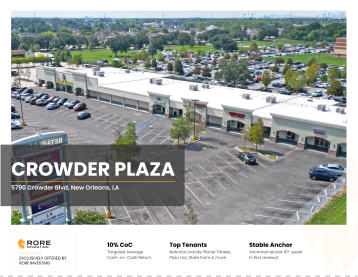 CROWDER PLAZA
5790 Crowder Blvd, New Orleans, LA
RORE
INVESTING
EXCLUSIVELY OFFERED BY
RORE INVESTING
10% CoC
Targeted Average
Cash-on-Cash Return
Top Tenants
National brands, Planet Fitness,
Pizza Hut, State Farm & more
Stable Anchor
Anchored tenant 10+ years
in first renewal